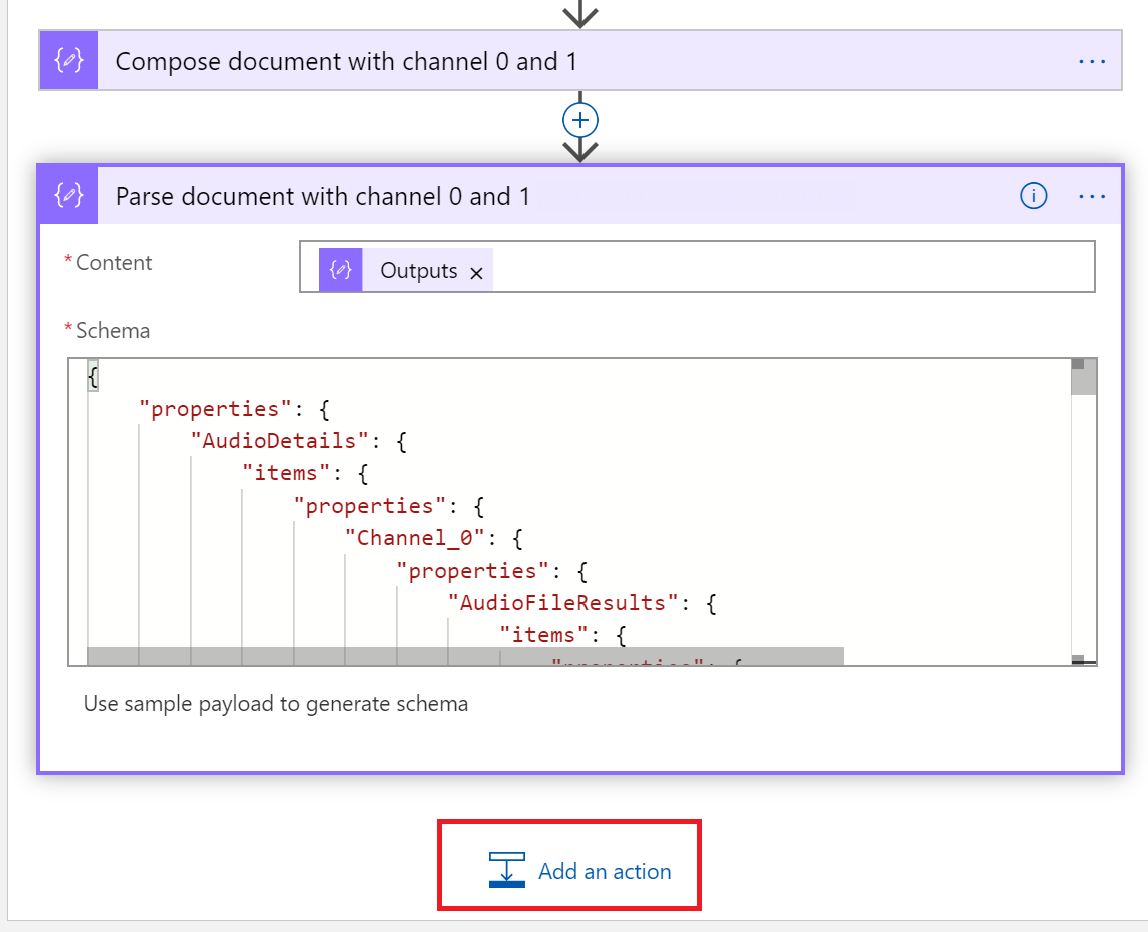 Compose document with channel 0 and 1
Parse document with channel 0 and 1
* Content
Outputs ×
* Schema
{
"properties": {
"AudioDetails": {
"items": {
"properties": {
"Channel_0": {
"properties": {
"AudioFileResults": {
"items": {
"properties": {
Use sample payload to generate schema
Add an action